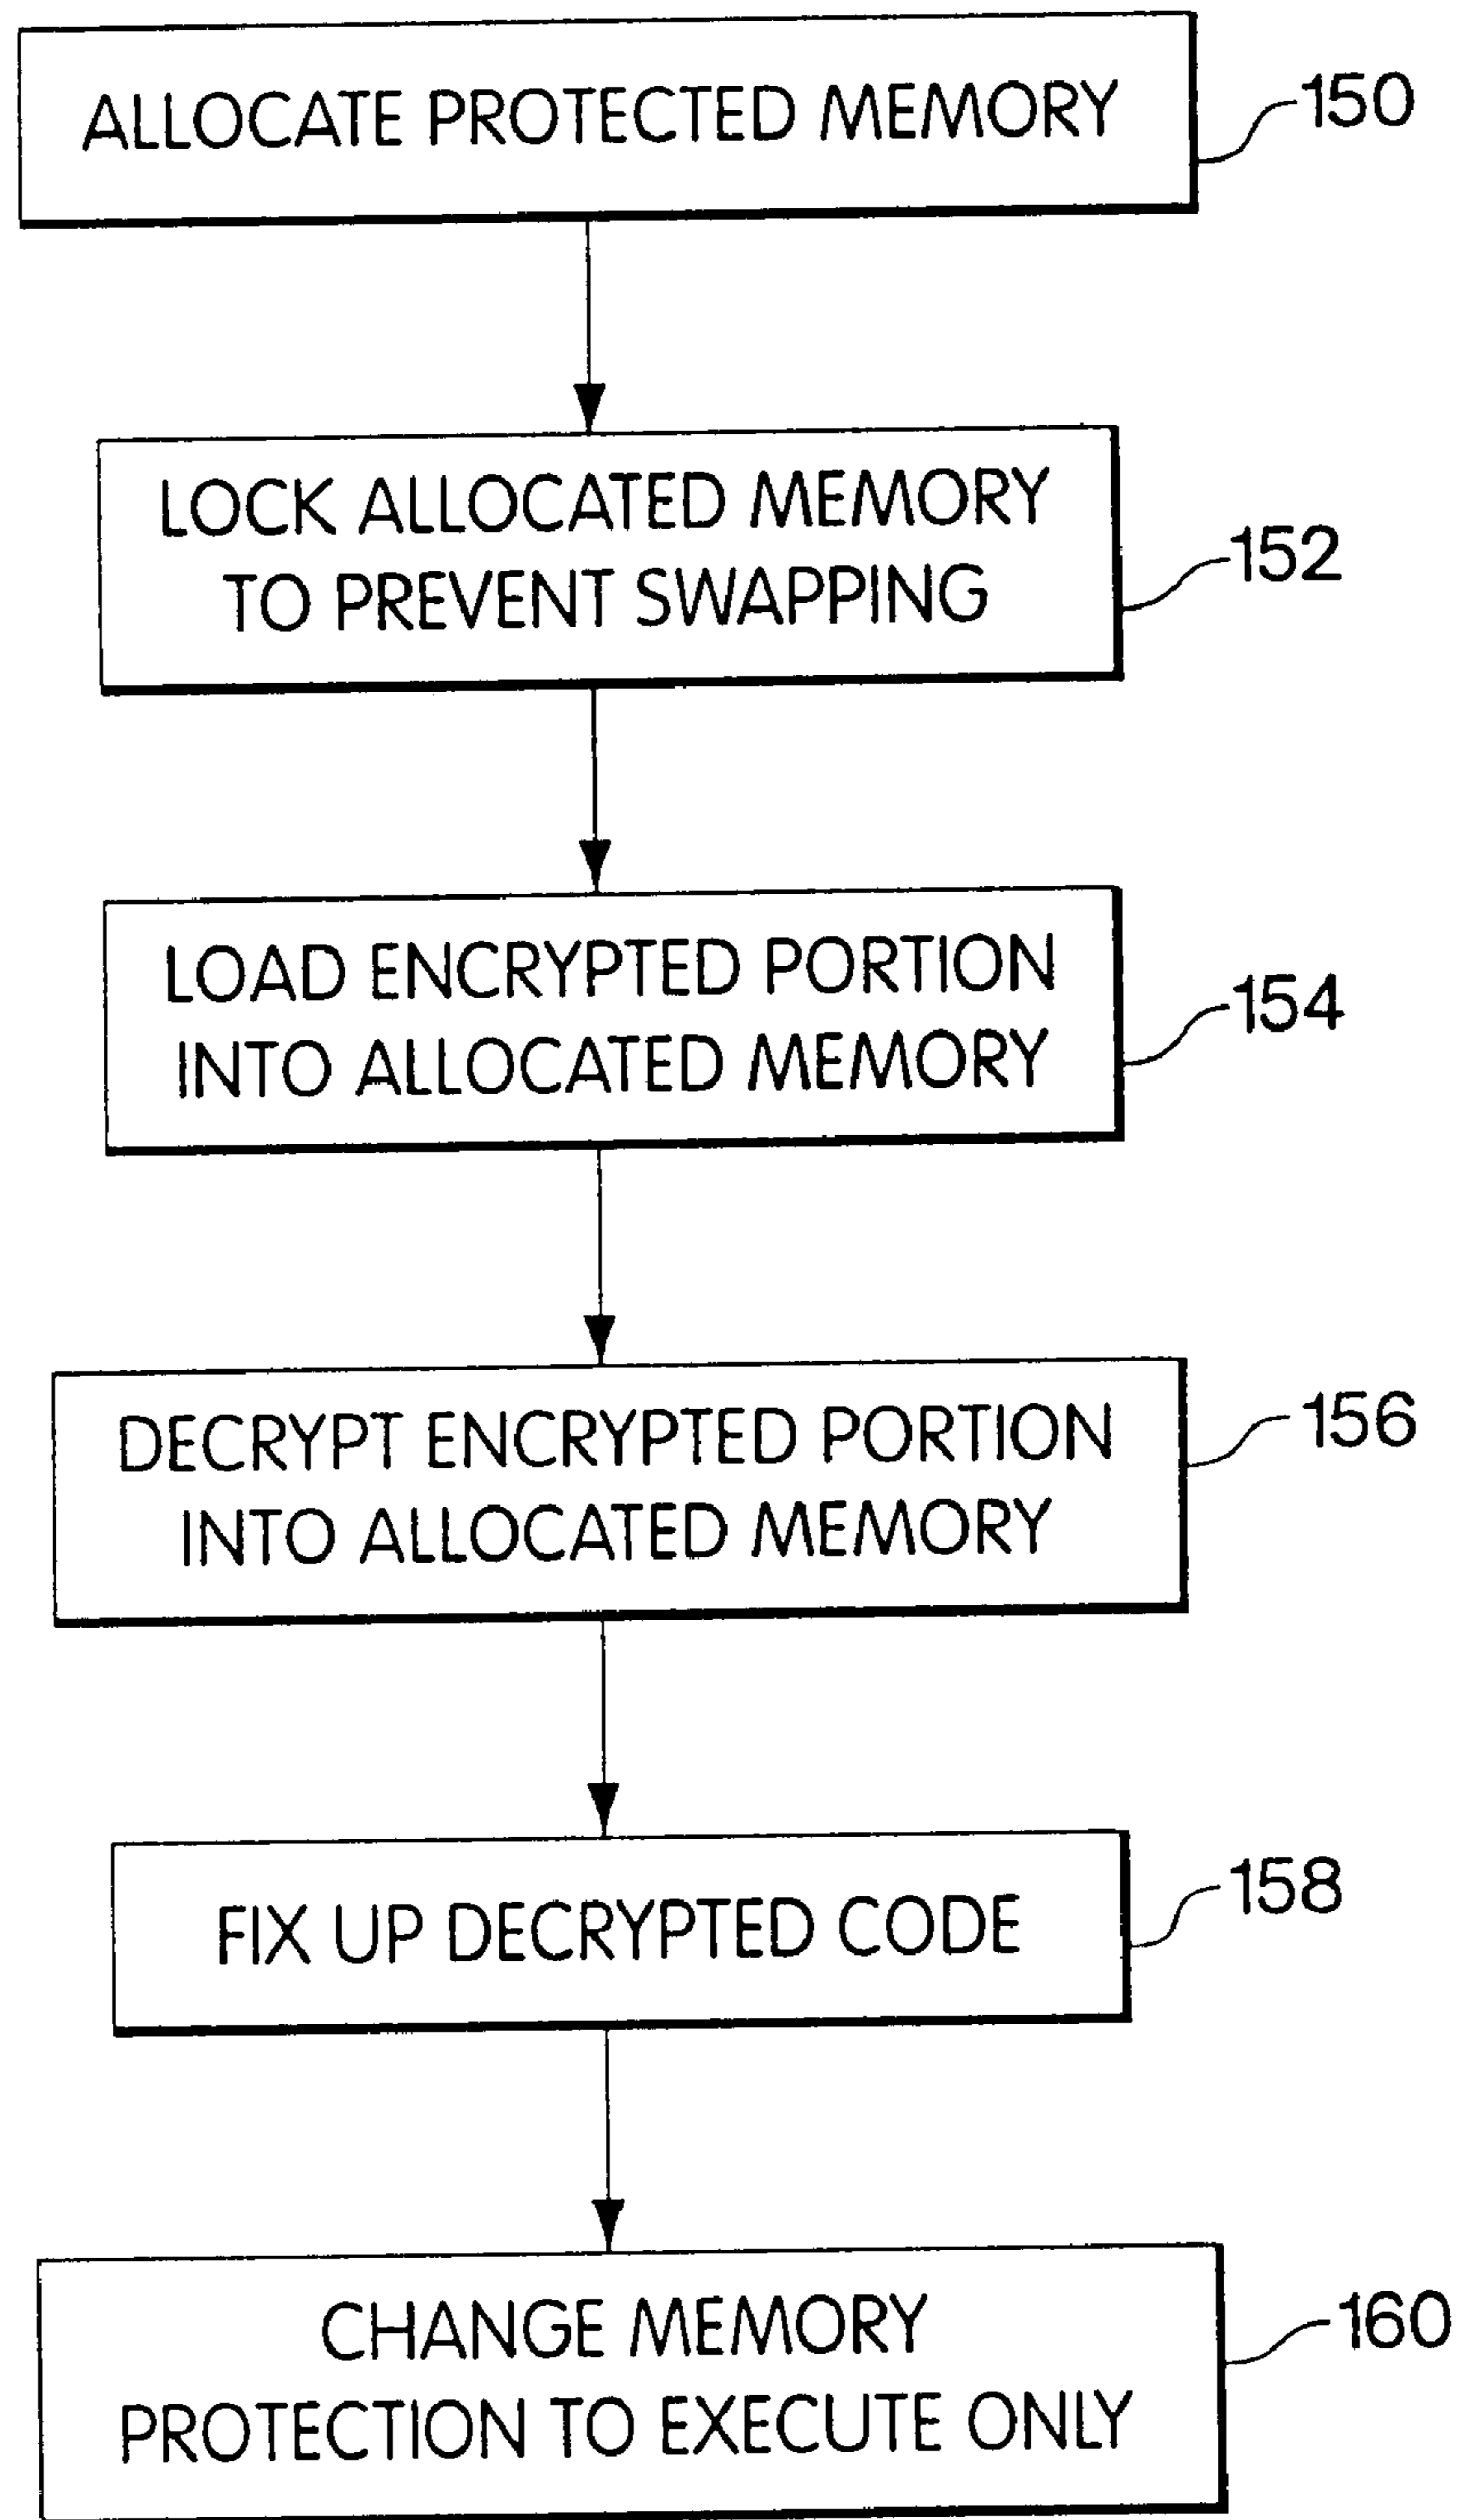 ALLOCATE PROTECTED MEMORY
150
LOCK ALLOCATED MEMORY
TO PREVENT SWAPPING
152
LOAD ENCRYPTED PORTION
INTO ALLOCATED MEMORY
154
DECRYPT ENCRYPTED PORTION
INTO ALLOCATED MEMORY
156
FIX UP DECRYPTED CODE
158
CHANGE MEMORY
PROTECTION TO EXECUTE ONLY
160